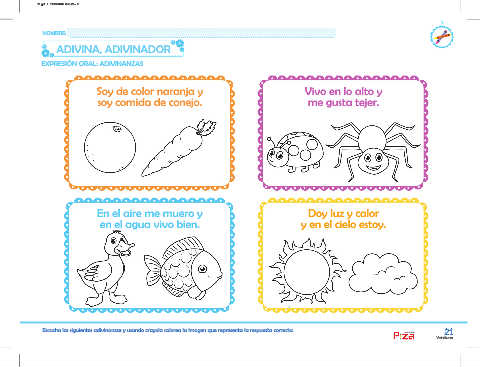 NOMBRE:
ADIVINA, ADIVINADOR
EXPRESIÓN ORAL: ADIVINANZAS
Soy de color naranja y
soy comida de conejo.
Vivo en lo alto y
me gusta tejer.
En el aire me muero y
en el agua vivo bien.
Doy luz y calor
y en el cielo estoy.
Escucha las siguientes adivinanzas y usando crayola colorea la imagen que representa la respuesta correcta.
21